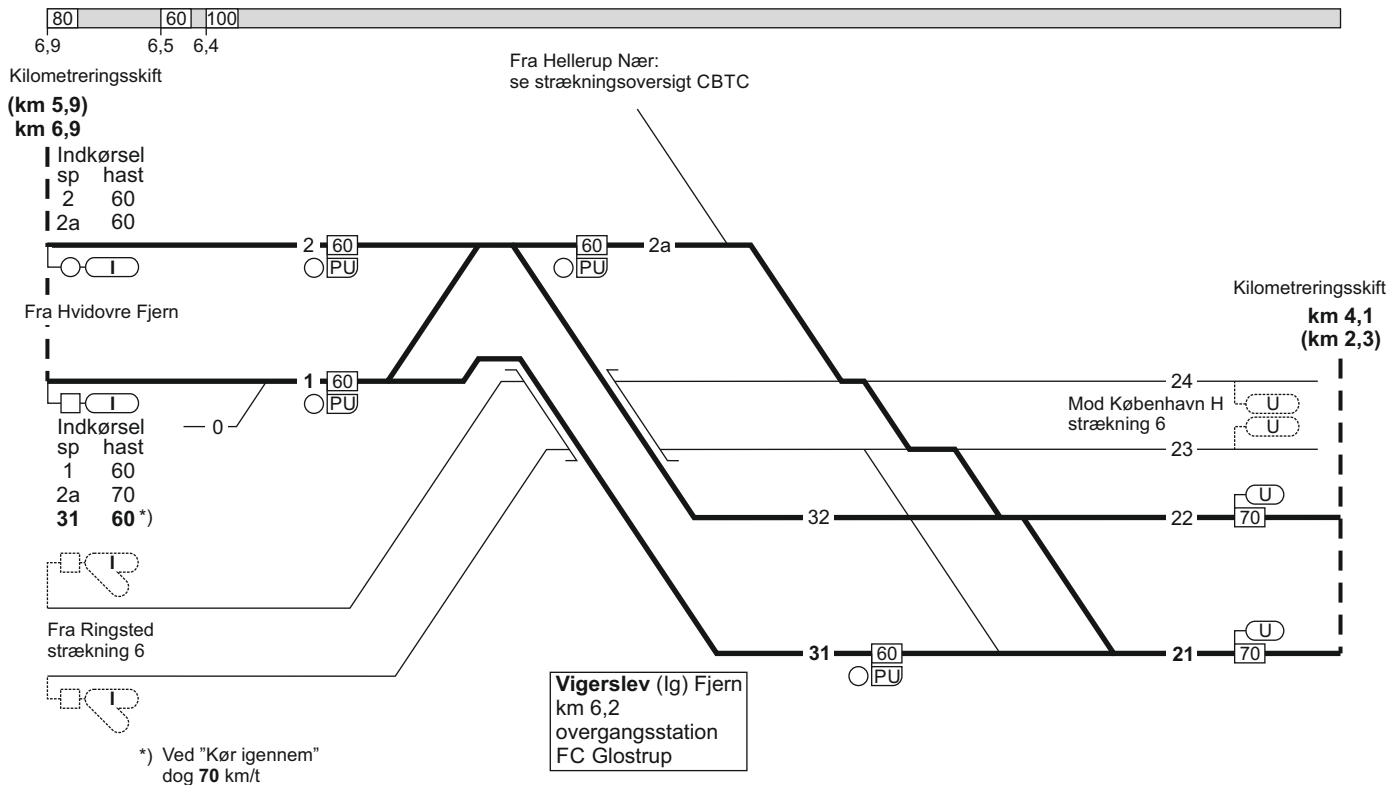 80 60 100
6,9 6,5 6,4
Kilometreringsskift
(km 5,9)
km 6,9
Indkørsel
sp hast
2 60
2a 60
Fra Hellerup Nær:
se strækningsoversigt CBTC
2 60
PU
60 2a
PU
I
Fra Hvidovre Fjern
1 60
PU
I
Indkørsel
sp hast
1 60
2a 70
31 60 *)
0
Kilometreringsskift
km 4,1
(km 2,3)
24
Mod København H
strækning 6
U
U
23
32
22
U
70
I
Fra Ringsted
strækning 6
I
31
60
PU
21
U
70
Vigerslev (Ig) Fjern
km 6,2
overgangsstation
FC Glostrup
*) Ved ”Kør igennem”
dog 70 km/t